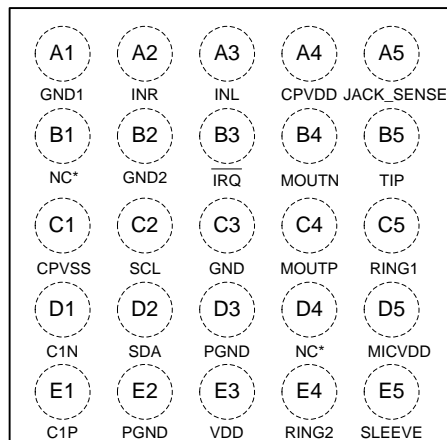 A1 A2 A3 A4 A5
GND1 INR INL CPVDD JACK_SENSE
B1 B2 B3 B4 B5
NC* GND2 IRQ MOUTN TIP
C1 C2 C3 C4 C5
CPVSS SCL GND MOUTP RING1
D1 D2 D3 D4 D5
C1N SDA PGND NC* MICVDD
E1 E2 E3 E4 E5
C1P PGND VDD RING2 SLEEVE